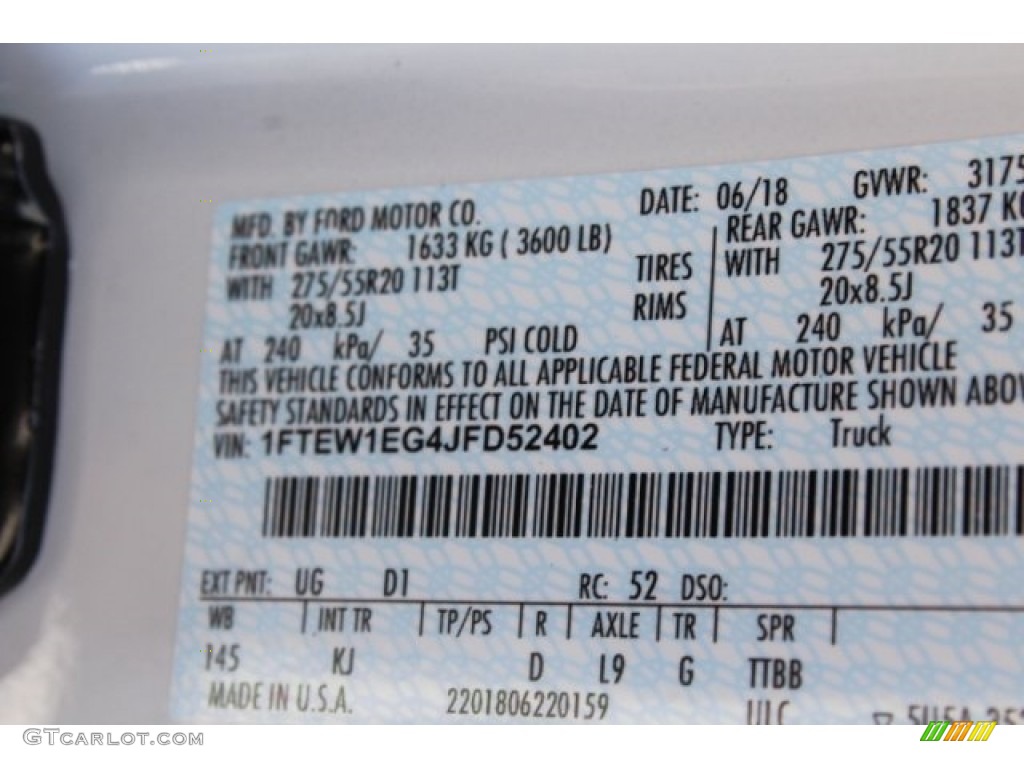 MFD. BY FORD MOTOR CO. DATE: 06/18 GVWR: 3175
FRONT GAWR: 1633 KG ( 3600 LB) REAR GAWR: 1837 KG
WITH 275/55R20 113T TIRES WITH 275/55R20 113T
20x8.5J RIMS 20x8.5J
AT 240 kPa/ 35 PSI COLD AT 240 kPa/ 35
THIS VEHICLE CONFORMS TO ALL APPLICABLE FEDERAL MOTOR VEHICLE
SAFETY STANDARDS IN EFFECT ON THE DATE OF MANUFACTURE SHOWN ABO
VIN: 1FTEW1EG4JFD52402 TYPE: Truck
EXT PNT: UG D1 RC: 52 DSO:
WB INT TR TP/PS R AXLE TR SPR
145 KJ D L9 G TTBB
MADE IN U.S.A. 2201806220159
GTCarlot.com